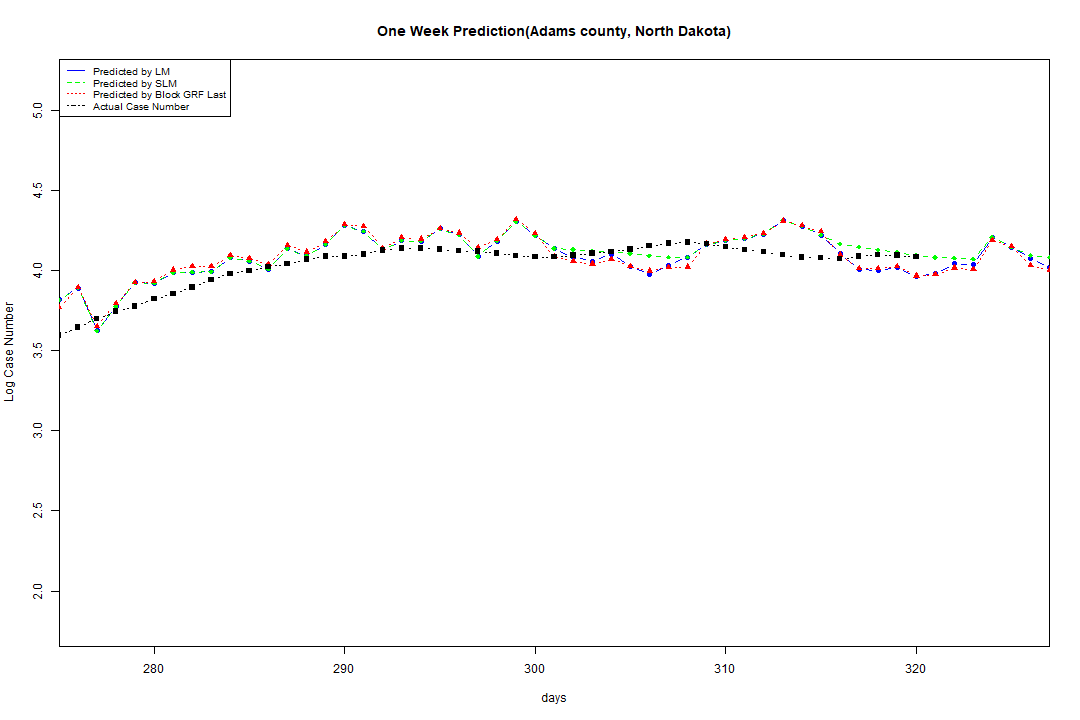 One Week Prediction(Adams county, North Dakota)
Predicted by LM
Predicted by SLM
Predicted by Block GRF Last
Actual Case Number
5.0
4.5
4.0
3.5
3.0
2.5
2.0
Log Case Number
280 290 300 310 320
days